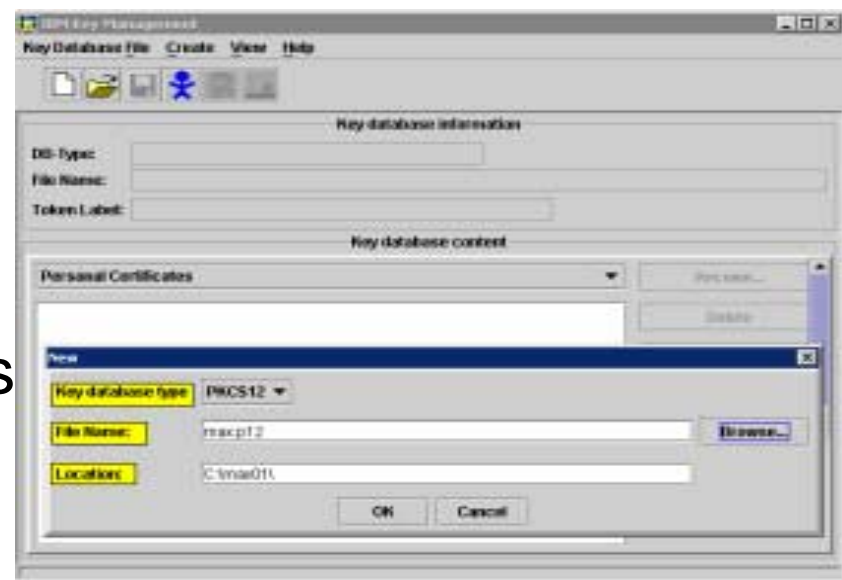 IBM Key Management
Key Database File Create View Help
Key database information
DB-Type:
File Name:
Token Label:
Key database content
Personal Certificates
Delete
s
New
Key database type PKCS12
File Name: max.p12 Browse...
Location: C:\max01\
OK Cancel